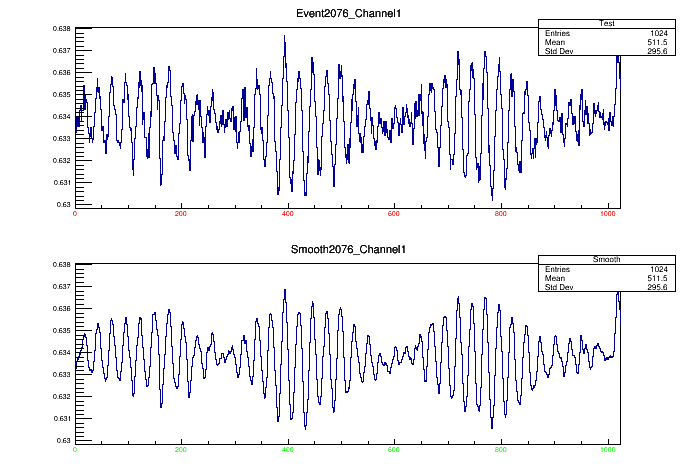 Event2076_Channel1
Test
Entries 1024
Mean 511.5
Std Dev 295.6
0.638
0.637
0.636
0.635
0.634
0.633
0.632
0.631
0.63
0 200 400 600 800 1000
Smooth2076_Channel1
Smooth
Entries 1024
Mean 511.5
Std Dev 295.6
0.638
0.637
0.636
0.635
0.634
0.633
0.632
0.631
0.63
0 200 400 600 800 1000